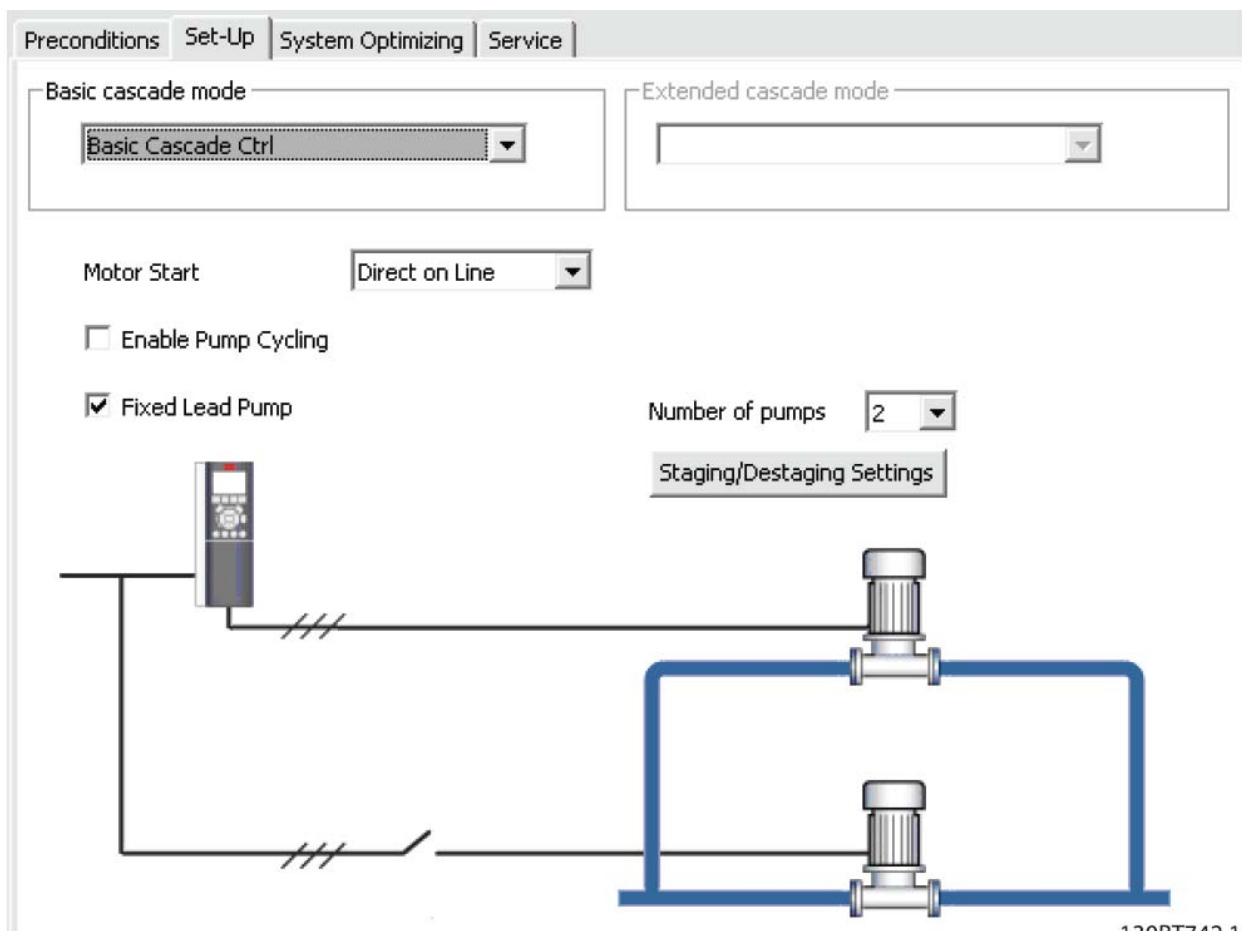 Preconditions Set-Up System Optimizing Service
Basic cascade mode
Extended cascade mode
Basic Cascade Ctrl
Motor Start Direct on Line
Enable Pump Cycling
Fixed Lead Pump
Number of pumps 2
Staging/Destaging Settings